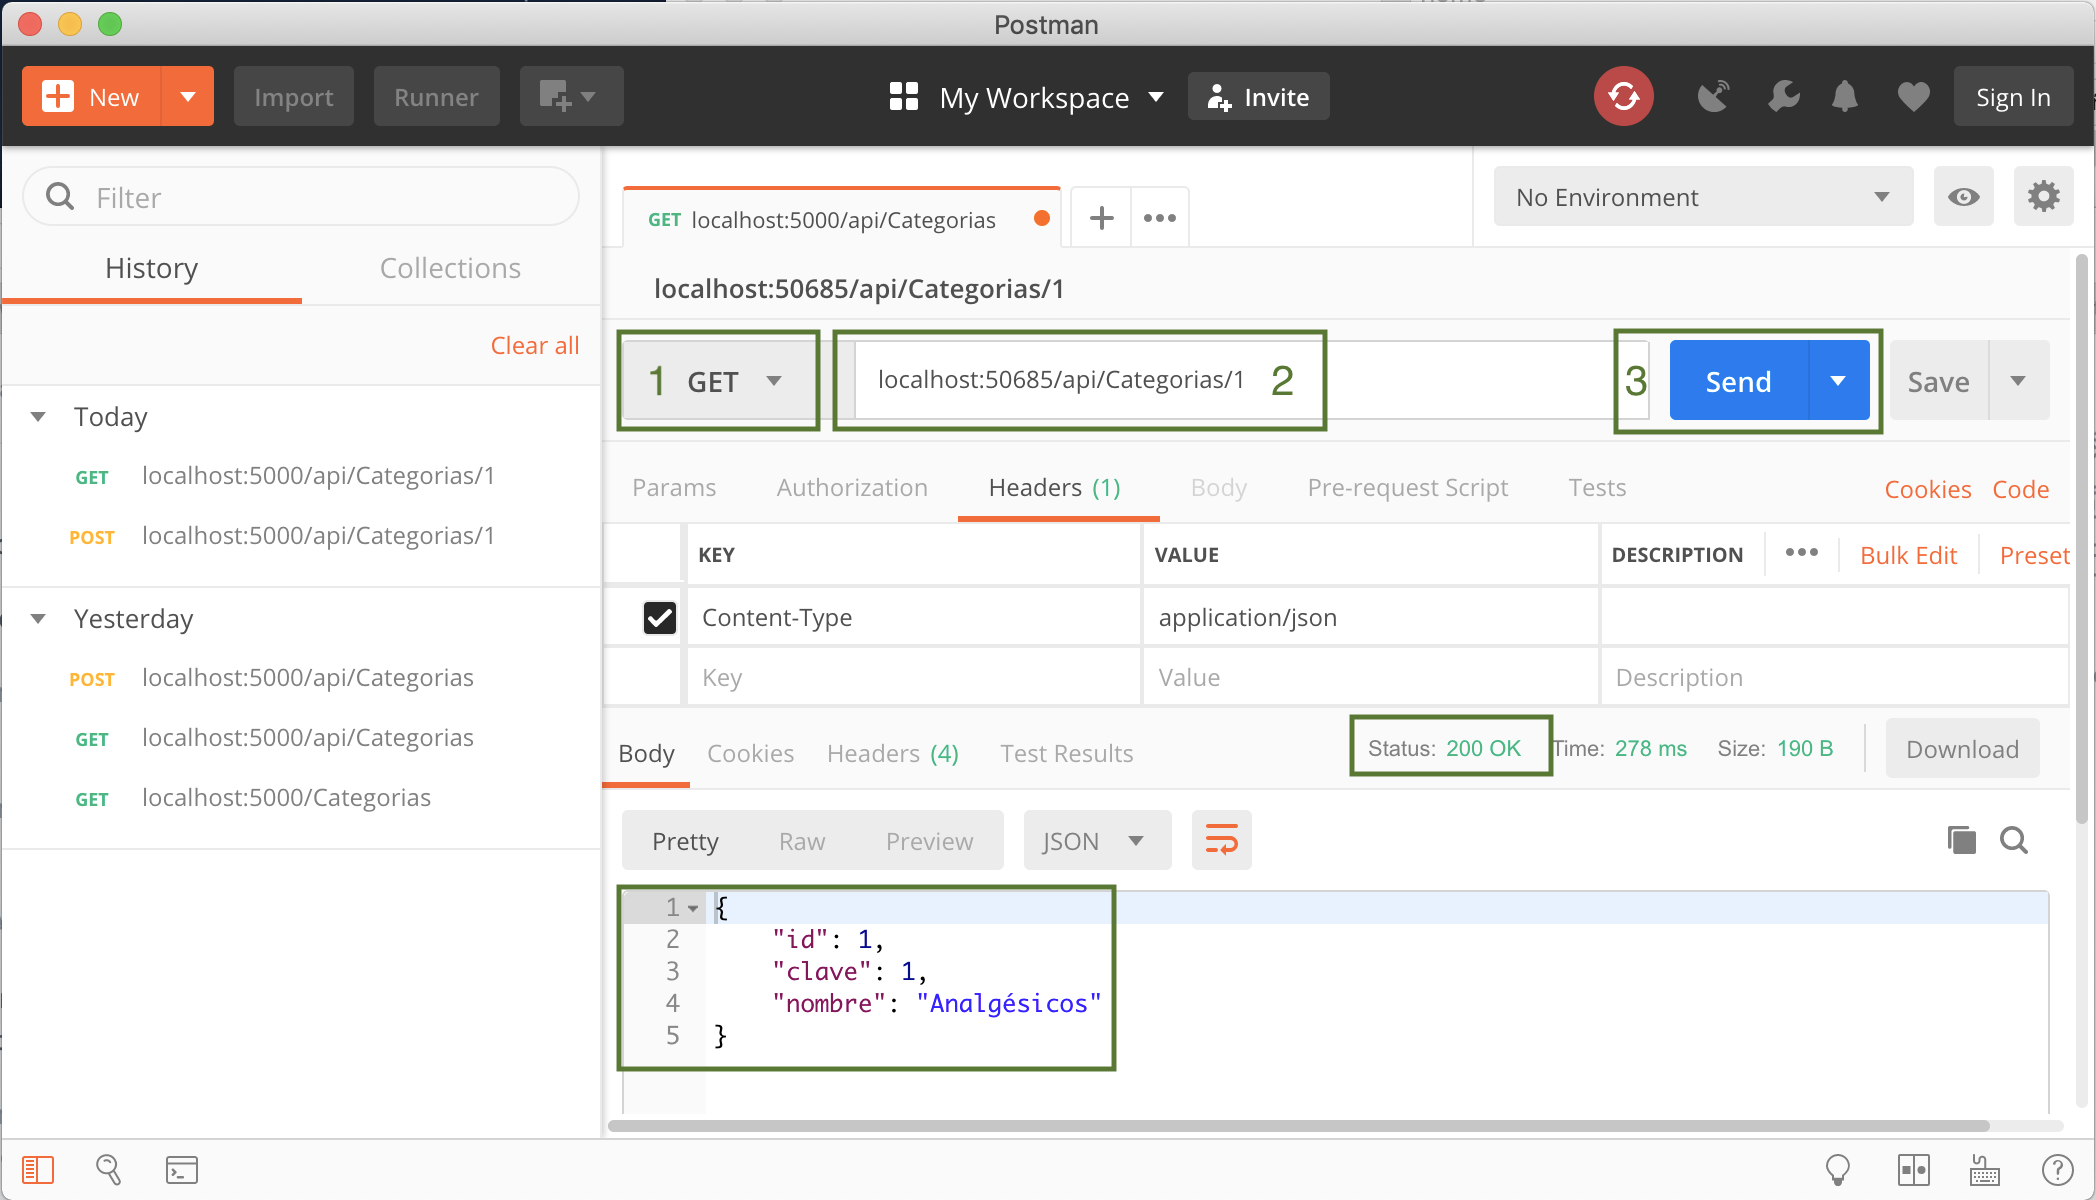 Postman
New
Import
Runner
My Workspace
Invite
Sign In
Filter
History
Collections
Clear all
Today
GET localhost:5000/api/Categorias/1
POST localhost:5000/api/Categorias/1
Yesterday
POST localhost:5000/api/Categorias
GET localhost:5000/api/Categorias
GET localhost:5000/Categorias
GET localhost:5000/api/Categorias
No Environment
localhost:50685/api/Categorias/1
1 GET
localhost:50685/api/Categorias/1 2
3 Send
Save
Params Authorization Headers (1) Body Pre-request Script Tests Cookies Code
KEY VALUE DESCRIPTION Bulk Edit Preset
Content-Type application/json
Key Value Description
Body Cookies Headers (4) Test Results Status: 200 OK Time: 278 ms Size: 190 B Download
Pretty Raw Preview JSON
1 {
2 "id": 1,
3 "clave": 1,
4 "nombre": "Analgésicos"
5 }